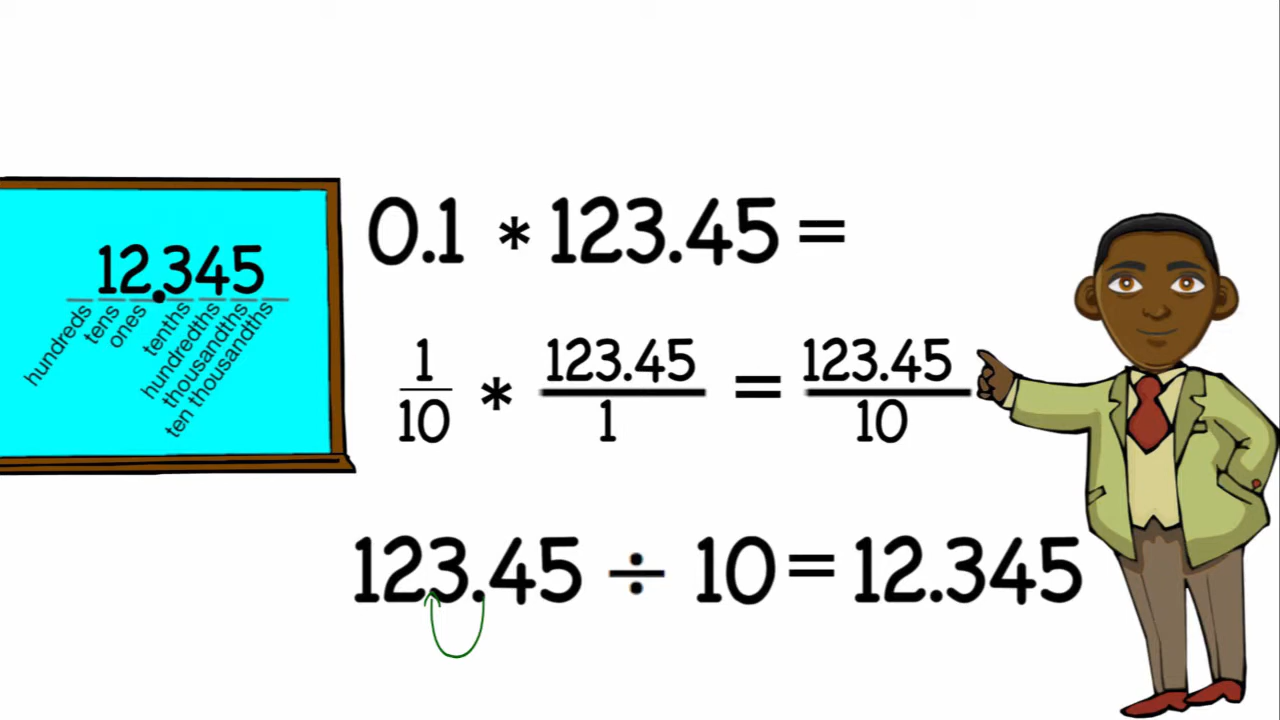 12.345
hundreds
tens
ones
tenths
hundredths
thousandths
ten thousandths
0.1 * 123.45 =
1/10 * 123.45/1 = 123.45/10
123.45 ÷ 10 = 12.345